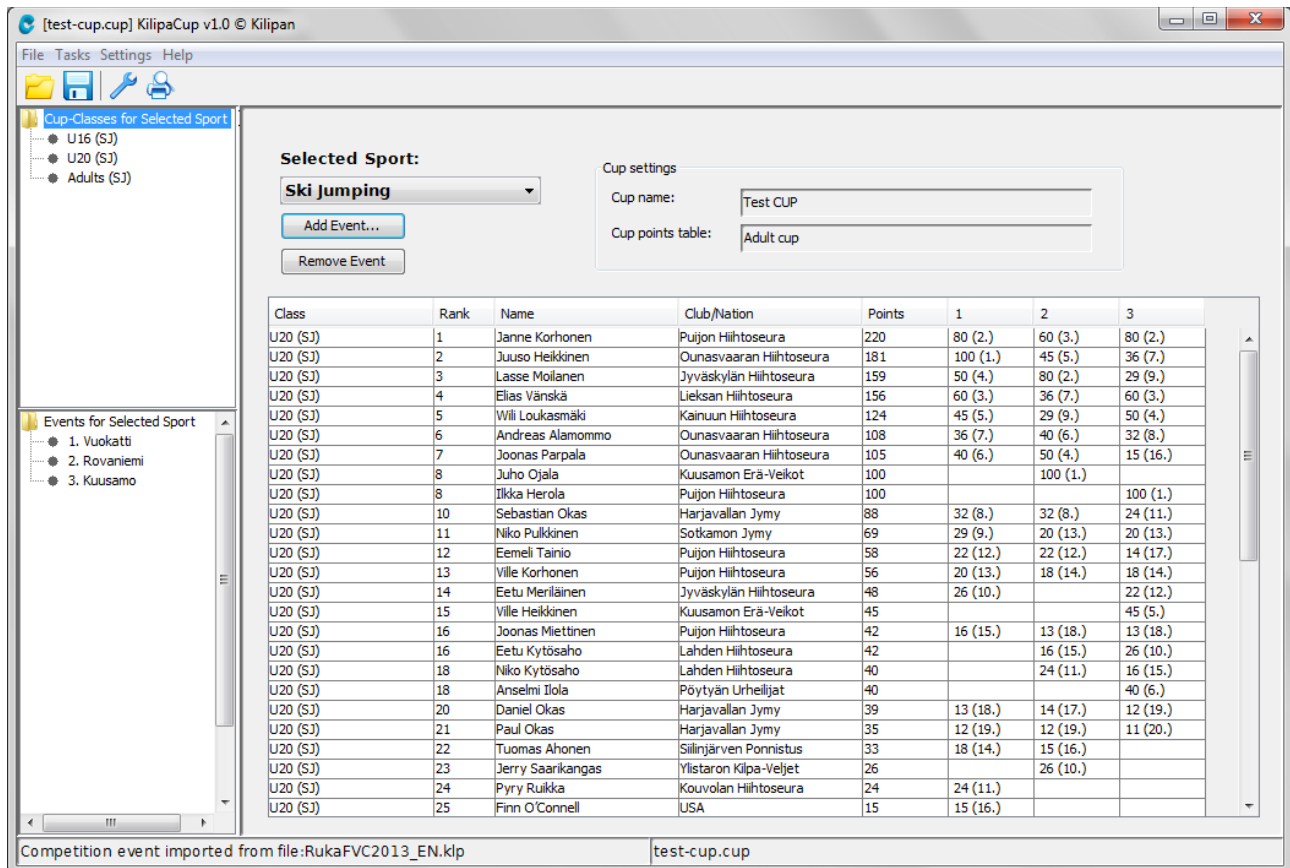 [test-cup.cup] KilipaCup v1.0 © Kilipan
File Tasks Settings Help
Cup-Classes for Selected Sport
U16 (SJ)
U20 (SJ)
Adults (SJ)
Events for Selected Sport
1. Vuokatti
2. Rovaniemi
3. Kuusamo
Selected Sport:
Ski Jumping
Add Event...
Remove Event
Cup settings
Cup name: Test CUP
Cup points table: Adult cup
Class Rank Name Club/Nation Points 1 2 3
U20 (SJ) 1 Janne Korhonen Puijon Hiihtoseura 220 80 (2.) 60 (3.) 80 (2.)
U20 (SJ) 2 Juuso Heikkinen Ounasvaaran Hiihtoseura 181 100 (1.) 45 (5.) 36 (7.)
U20 (SJ) 3 Lasse Moilanen Jyväskylän Hiihtoseura 159 50 (4.) 80 (2.) 29 (9.)
U20 (SJ) 4 Elias Vänskä Lieksan Hiihtoseura 156 60 (3.) 36 (7.) 60 (3.)
U20 (SJ) 5 Wili Loukasmäki Kainuun Hiihtoseura 124 45 (5.) 29 (9.) 50 (4.)
U20 (SJ) 6 Andreas Alamommo Ounasvaaran Hiihtoseura 108 36 (7.) 40 (6.) 32 (8.)
U20 (SJ) 7 Joonas Parpala Ounasvaaran Hiihtoseura 105 40 (6.) 50 (4.) 15 (16.)
U20 (SJ) 8 Juho Ojala Kuusamon Erä-Veikot 100 100 (1.)
U20 (SJ) 8 Ilkka Herola Puijon Hiihtoseura 100 100 (1.)
U20 (SJ) 10 Sebastian Okas Harjavallan Jymy 88 32 (8.) 32 (8.) 24 (11.)
U20 (SJ) 11 Niko Pulkkinen Sotkamon Jymy 69 29 (9.) 20 (13.) 20 (13.)
U20 (SJ) 12 Eemeli Tainio Puijon Hiihtoseura 58 22 (12.) 22 (12.) 14 (17.)
U20 (SJ) 13 Ville Korhonen Puijon Hiihtoseura 56 20 (13.) 18 (14.) 18 (14.)
U20 (SJ) 14 Eetu Meriläinen Jyväskylän Hiihtoseura 48 26 (10.) 22 (12.)
U20 (SJ) 15 Ville Heikkinen Kuusamon Erä-Veikot 45 45 (5.)
U20 (SJ) 16 Joonas Miettinen Puijon Hiihtoseura 42 16 (15.) 13 (18.) 13 (18.)
U20 (SJ) 16 Eetu Kytösaho Lahden Hiihtoseura 42 16 (15.) 26 (10.)
U20 (SJ) 18 Niko Kytösaho Lahden Hiihtoseura 40 24 (11.) 16 (15.)
U20 (SJ) 18 Anselmi Ilola Pöytyän Urheilijat 40 40 (6.)
U20 (SJ) 20 Daniel Okas Harjavallan Jymy 39 13 (18.) 14 (17.) 12 (19.)
U20 (SJ) 21 Paul Okas Harjavallan Jymy 35 12 (19.) 12 (19.) 11 (20.)
U20 (SJ) 22 Tuomas Ahonen Siilinjärven Ponnistus 33 18 (14.) 15 (16.)
U20 (SJ) 23 Jerry Saarikangas Ylistaron Kilpa-Veljet 26 26 (10.)
U20 (SJ) 24 Pyry Ruikka Kouvolan Hiihtoseura 24 24 (11.)
U20 (SJ) 25 Finn O'Connell USA 15 15 (16.)
Competition event imported from file:RukaFVC2013_EN.klp test-cup.cup